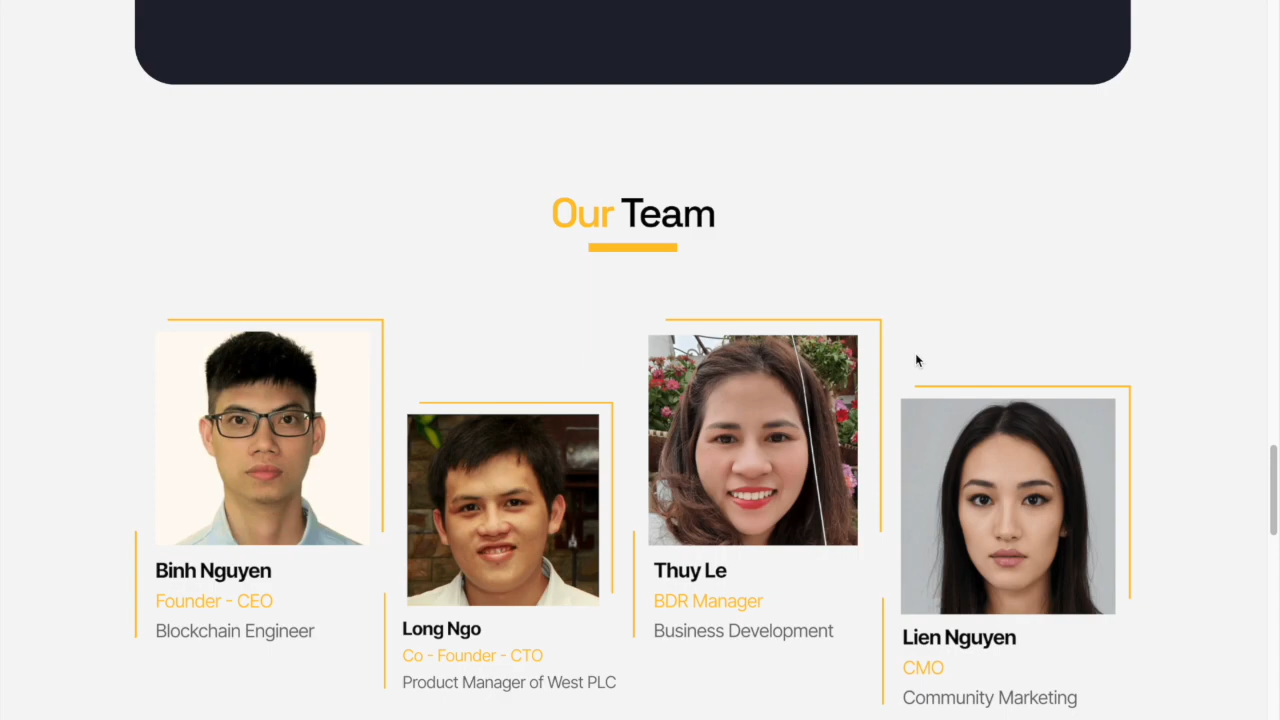 Our Team
Binh Nguyen
Founder - CEO
Blockchain Engineer
Long Ngo
Co - Founder - CTO
Product Manager of West PLC
Thuy Le
BDR Manager
Business Development
Lien Nguyen
CMO
Community Marketing